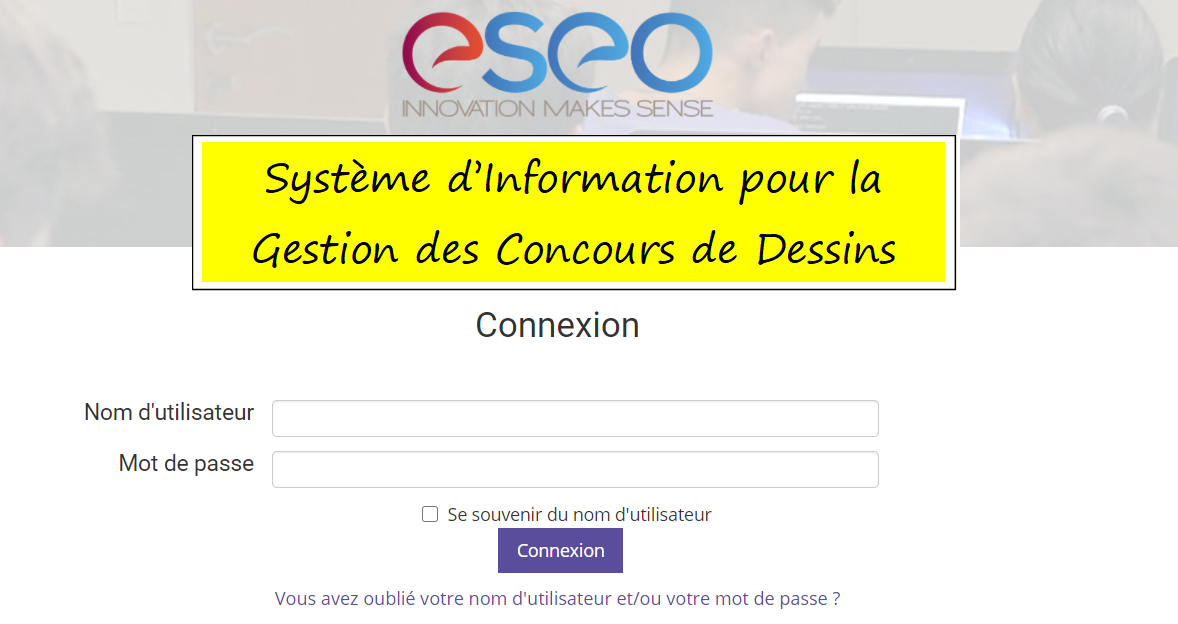 eseo
INNOVATION MAKES SENSE
Système d'Information pour la
Gestion des Concours de Dessins
Connexion
Nom d'utilisateur
Mot de passe
Se souvenir du nom d'utilisateur
Connexion
Vous avez oublié votre nom d'utilisateur et/ou votre mot de passe ?